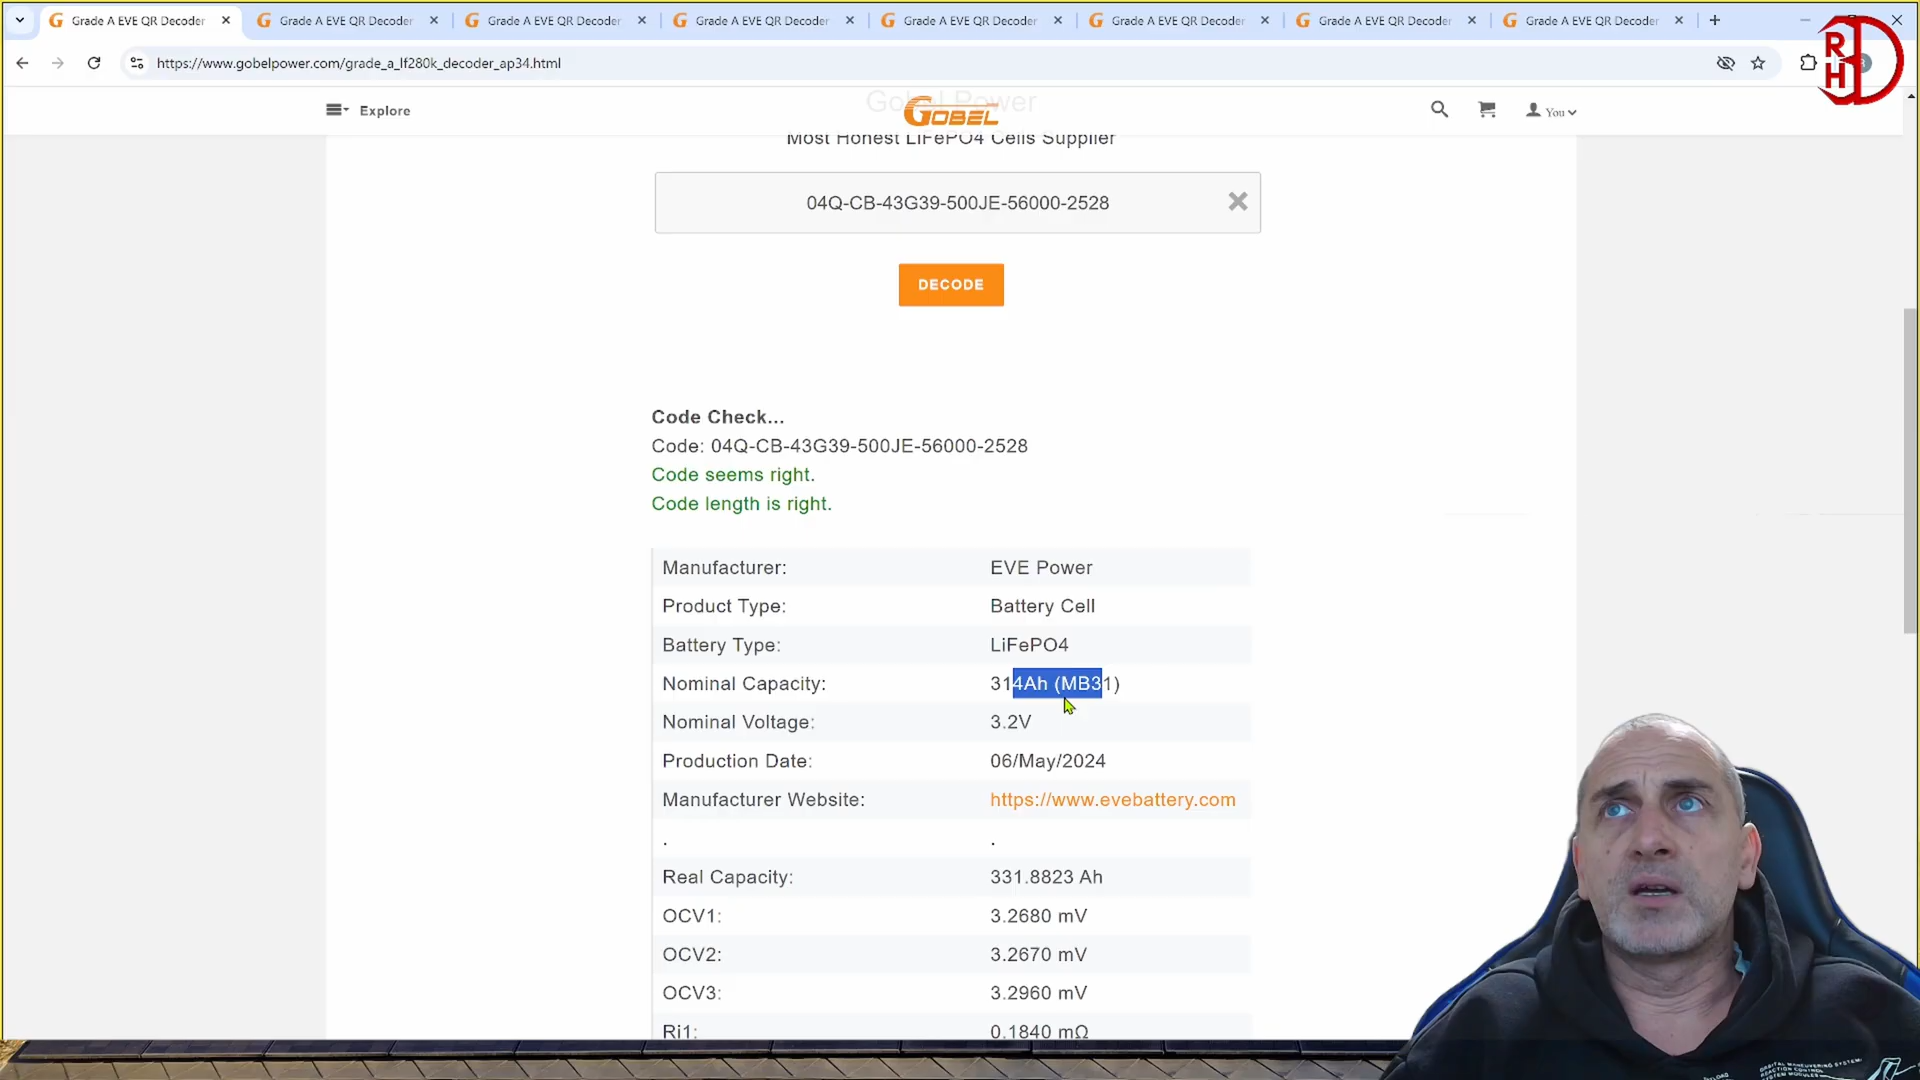 Grade A EVE QR Decoder
Grade A EVE QR Decoder
Grade A EVE QR Decoder
Grade A EVE QR Decoder
Grade A EVE QR Decoder
Grade A EVE QR Decoder
Grade A EVE QR Decoder
Grade A EVE QR Decoder
https://www.gobelpower.com/grade_a_lf280k_decoder_ap34.html
RHD
Explore
Gobel Power
GOBEL
You
Most Honest LiFePO4 Cells Supplier
04Q-CB-43G39-500JE-56000-2528
DECODE
Code Check...
Code: 04Q-CB-43G39-500JE-56000-2528
Code seems right.
Code length is right.
Manufacturer: EVE Power
Product Type: Battery Cell
Battery Type: LiFePO4
Nominal Capacity: 314Ah (MB31)
Nominal Voltage: 3.2V
Production Date: 06/May/2024
Manufacturer Website: https://www.evebattery.com
. .
Real Capacity: 331.8823 Ah
OCV1: 3.2680 mV
OCV2: 3.2670 mV
OCV3: 3.2960 mV
Ri1: 0.1840 mΩ